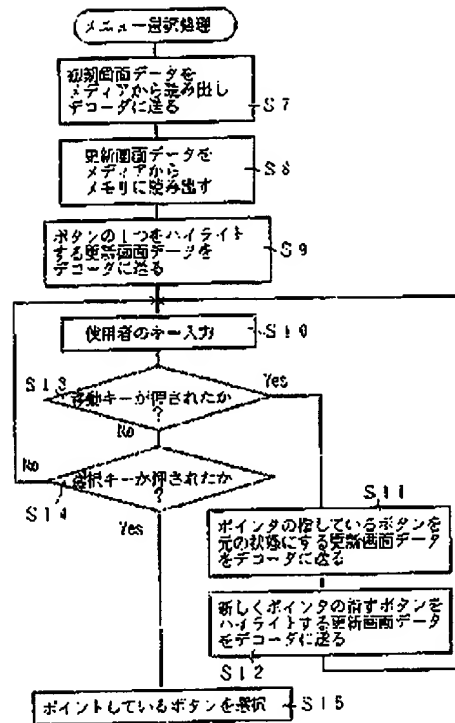 メニュー選択処理
初期画面データを
メディアから読み出し
デコーダに送る
S7
更新画面データを
メディアから
メモリに読み出す
S8
ボタンの1つをハイライト
する更新画面データを
デコーダに送る
S9
使用者のキー入力
S10
S13
移動キーが押されたか
?
Yes
No
選択キーが押されたか
?
No
S14
Yes
S11
ポインタの指しているボタンを
元の状態にする更新画面データ
をデコーダに送る
新しくポインタの指すボタンを
ハイライトする更新画面データ
をデコーダに送る
S12
ポイントしているボタンを選択
S15